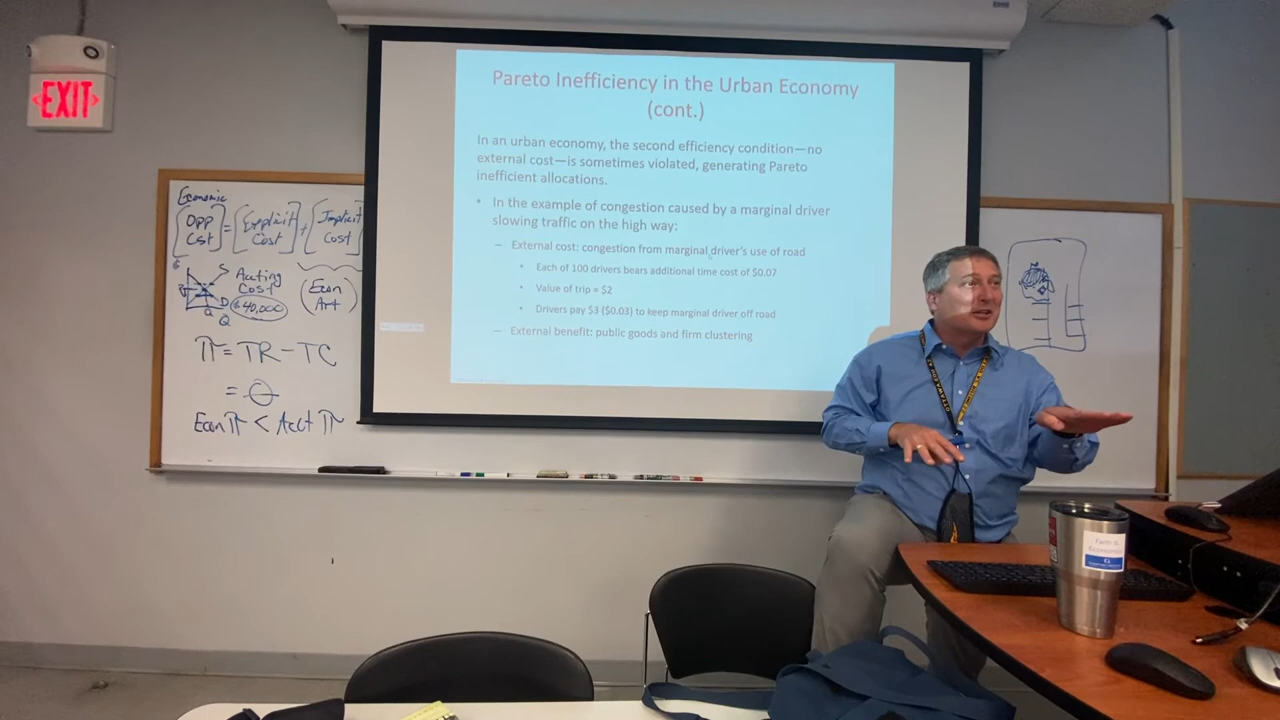 EXIT
Pareto Inefficiency in the Urban Economy
(cont.)
In an urban economy, the second efficiency condition—no
external cost—is sometimes violated, generating Pareto
inefficient allocations.
• In the example of congestion caused by a marginal driver
slowing traffic on the high way:
– External cost: congestion from marginal driver's use of road
• Each of 100 drivers bears additional time cost of $0.07
• Value of trip = $2
• Drivers pay $3 ($0.03) to keep marginal driver off road
– External benefit: public goods and firm clustering
Economic
[Opp Cst] = [Explicit Cost] + [Implicit Cost]
S
D
Q
Q
Accting
Cost
$40,000
(Econ
Art)
π = TR - TC
= θ
Econ π < Acct π
Faith &
Economics